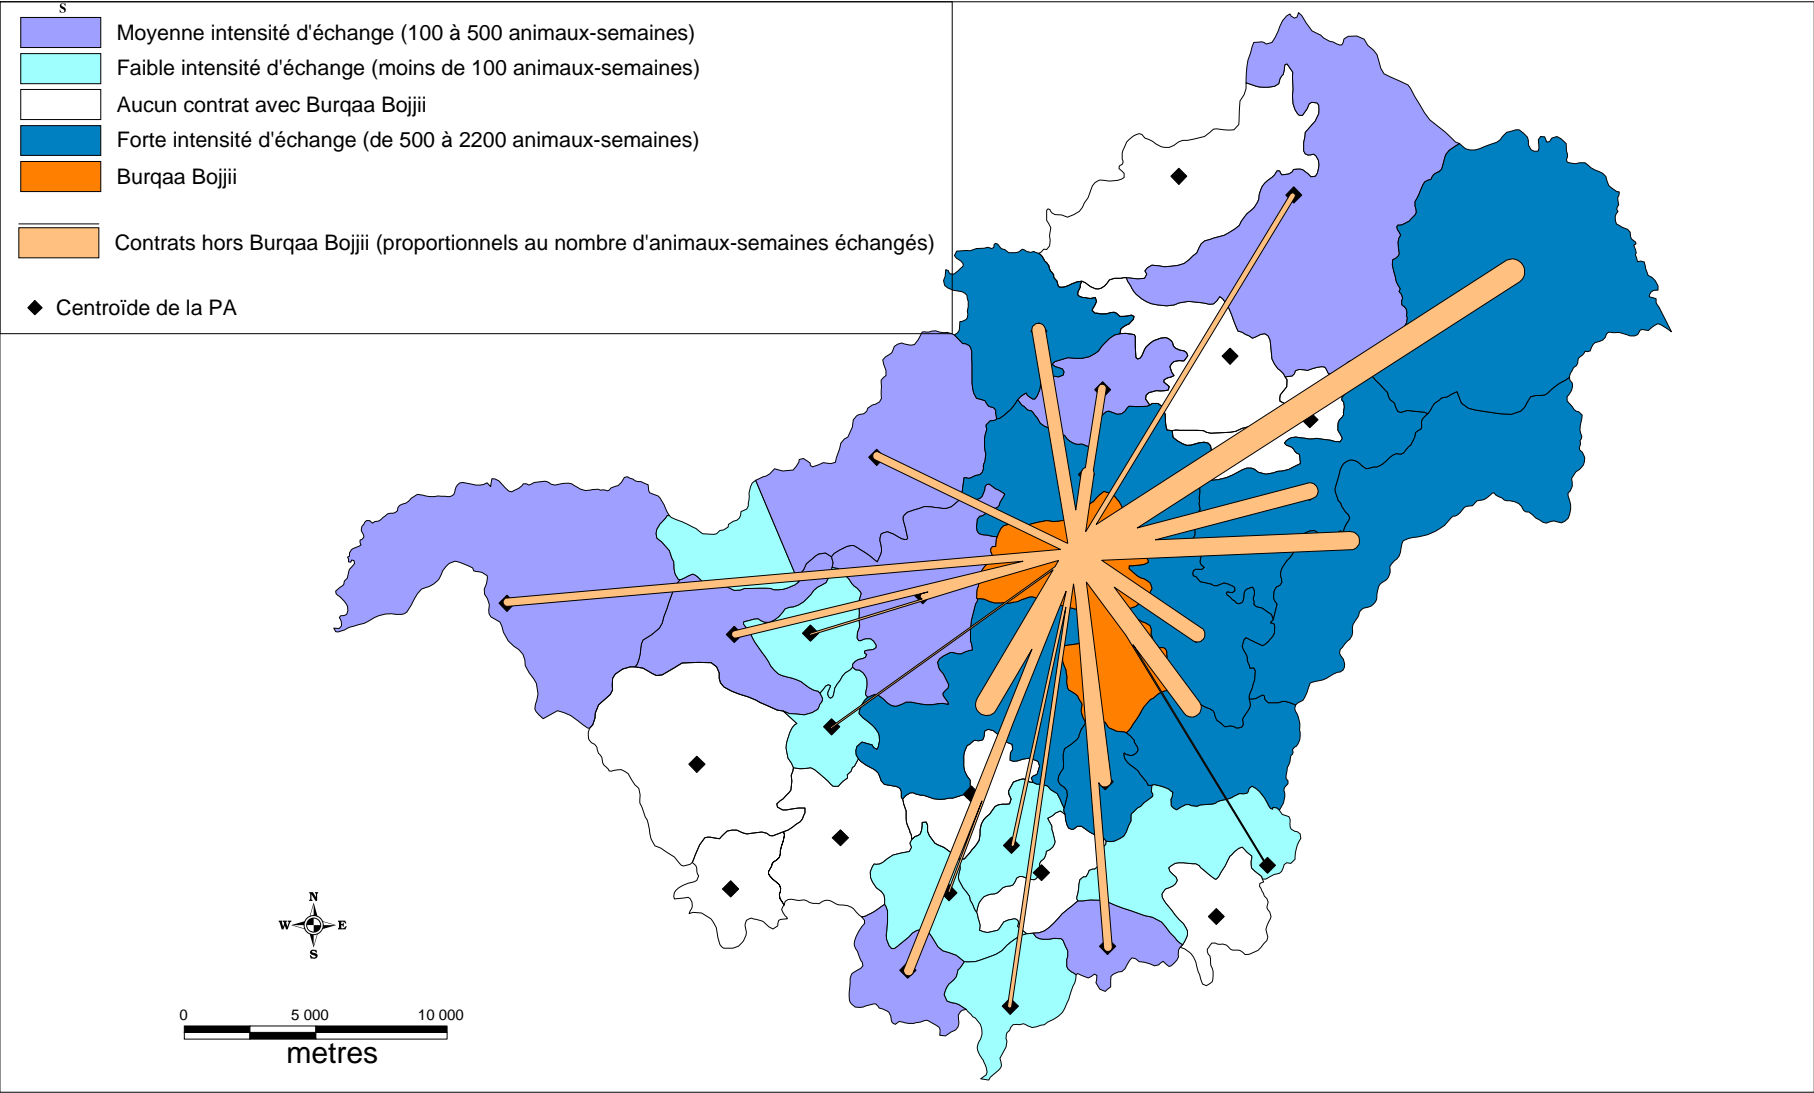 S
Moyenne intensité d'échange (100 à 500 animaux-semaines)
Faible intensité d'échange (moins de 100 animaux-semaines)
Aucun contrat avec Burqaa Bojjii
Forte intensité d'échange (de 500 à 2200 animaux-semaines)
Burqaa Bojjii
Contrats hors Burqaa Bojjii (proportionnels au nombre d'animaux-semaines échangés)
Centroïde de la PA
N
W E
S
0 5 000 10 000
metres